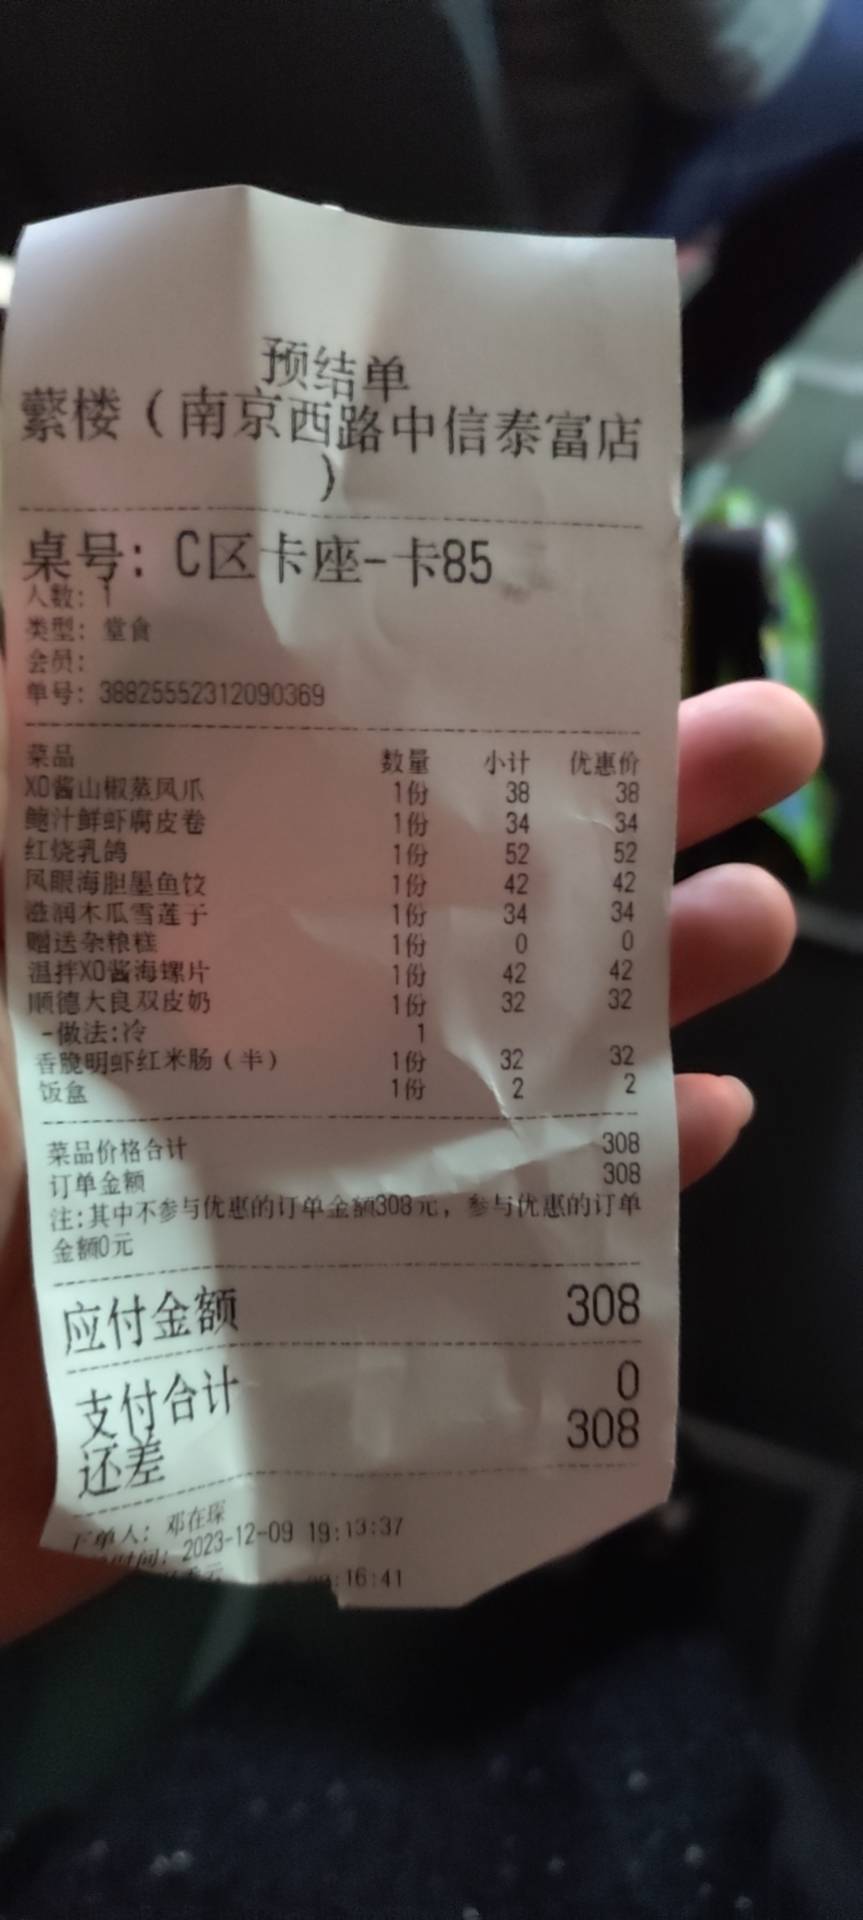 预结单
蘩楼（南京西路中信泰富店
）
桌号: C区卡座-卡85
人数: 1
类型: 堂食
会员:
单号: 388255552312090369
菜品 数量 小计 优惠价
XO酱山椒蒸凤爪 1份 38 38
鲍汁鲜虾腐皮卷 1份 34 34
红烧乳鸽 1份 52 52
凤眼海胆墨鱼饺 1份 42 42
滋润木瓜雪莲子 1份 34 34
赠送杂粮糕 1份 0 0
温拌XO酱海螺片 1份 42 42
顺德大良双皮奶 1份 32 32
-做法:冷 1
香脆明虾红米肠（半） 1份 32 32
饭盒 1份 2 2
菜品价格合计 308
订单金额 308
注:其中不参与优惠的订单金额308元, 参与优惠的订单
金额0元
应付金额 308
支付合计 0
还差 308
下单人: 邓在琛
时间: 2023-12-09 19:13:37
:16:41